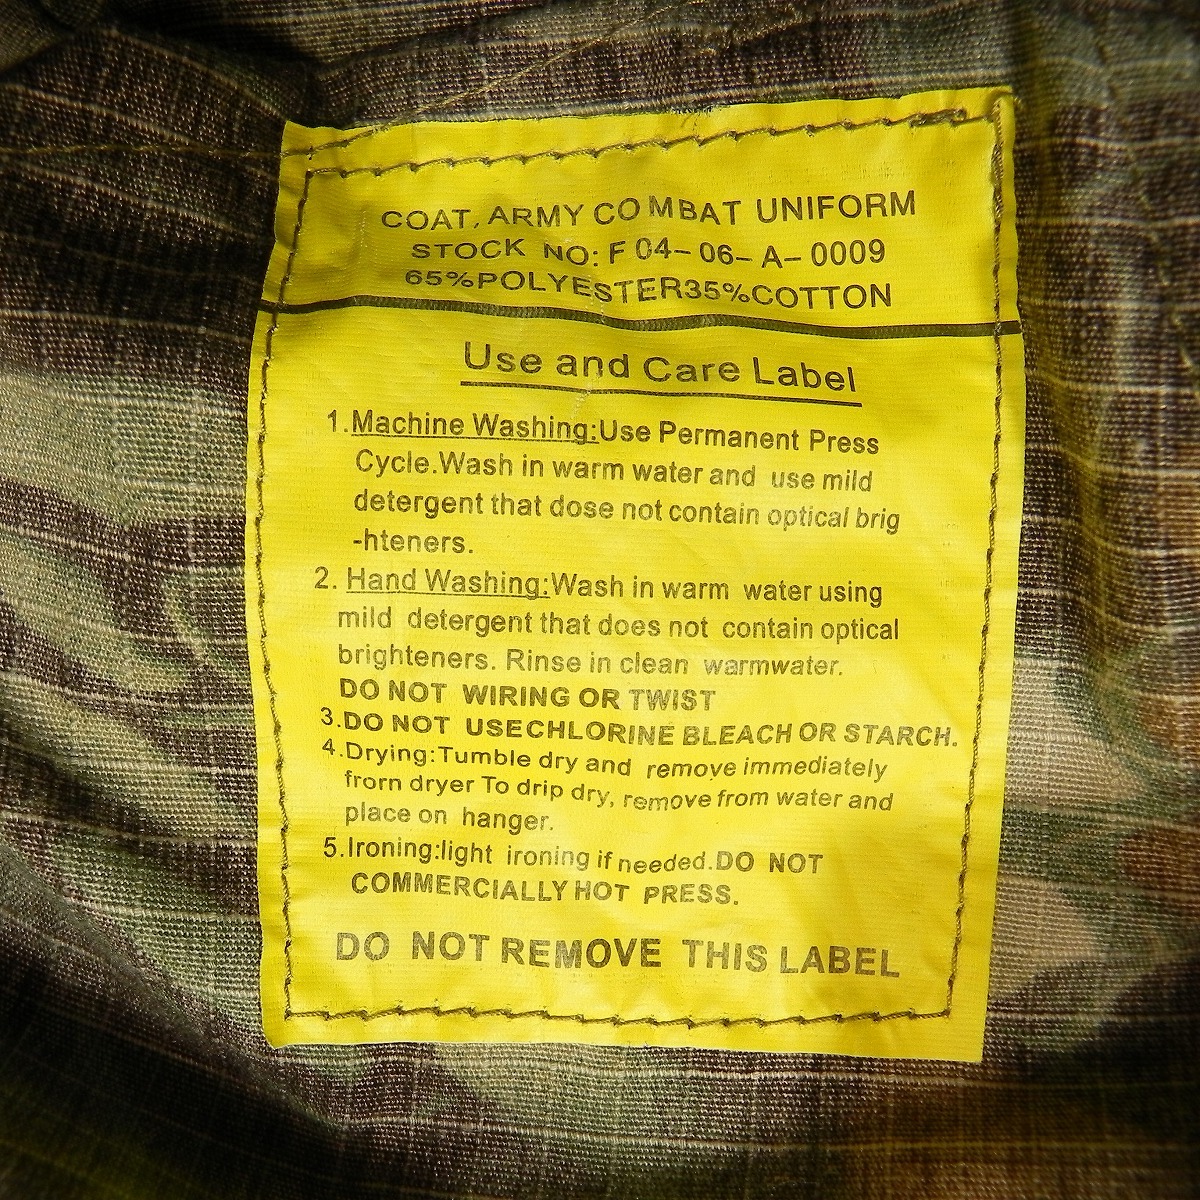 COAT, ARMY COMBAT UNIFORM
STOCK NO: F 04-06-A-0009
65%POLYESTER35%COTTON
Use and Care Label
1.Machine Washing:Use Permanent Press
Cycle.Wash in warm water and use mild
detergent that dose not contain optical brig
-hteners.
2. Hand Washing:Wash in warm water using
mild detergent that does not contain optical
brighteners. Rinse in clean warmwater.
DO NOT WIRING OR TWIST
3.DO NOT USECHLORINE BLEACH OR STARCH.
4.Drying:Tumble dry and remove immediately
frorn dryer To drip dry, remove from water and
place on hanger.
5.Ironing:light ironing if needed.DO NOT
COMMERCIALLY HOT PRESS.
DO NOT REMOVE THIS LABEL